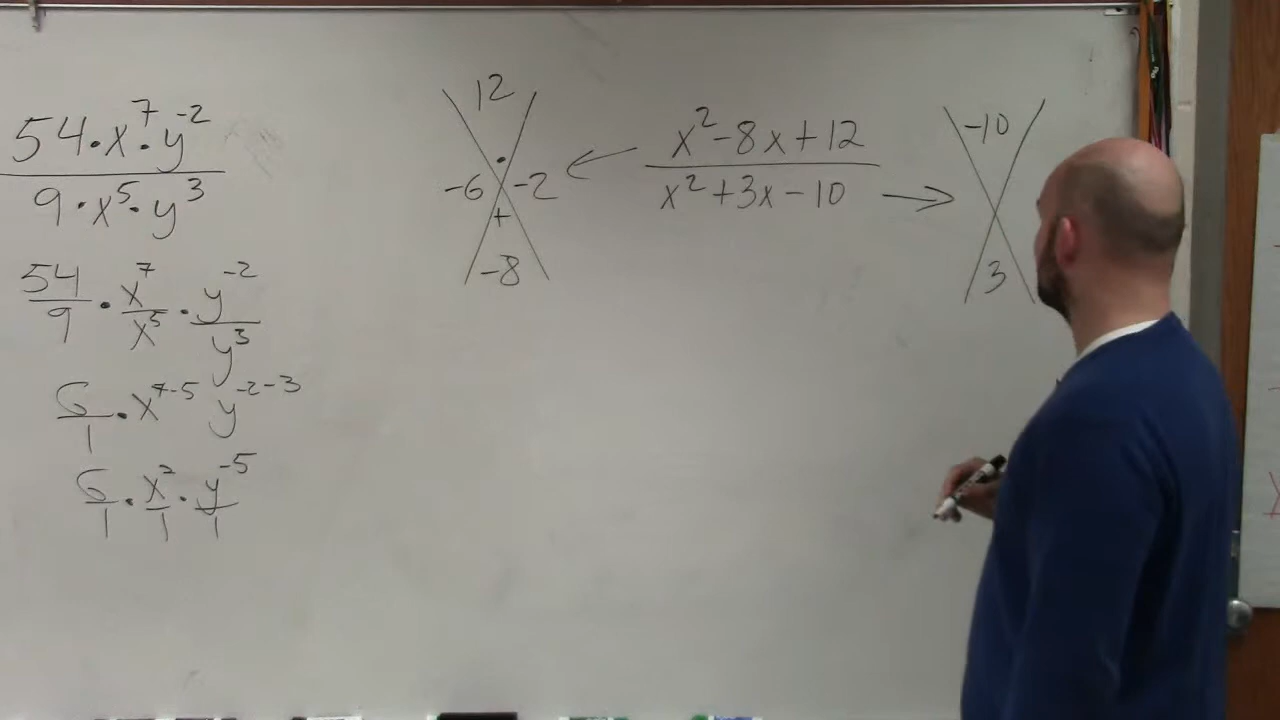 54·x^7·y^-2
9·x^5·y^3
54/9 · x^7/x^5 · y^-2/y^3
6/1 · x^7-5 y^-2-3
6/1 · x^2/1 · y^-5/1
12
·
-6 -2
+
-8
x^2-8x+12
x^2+3x-10
-10
3